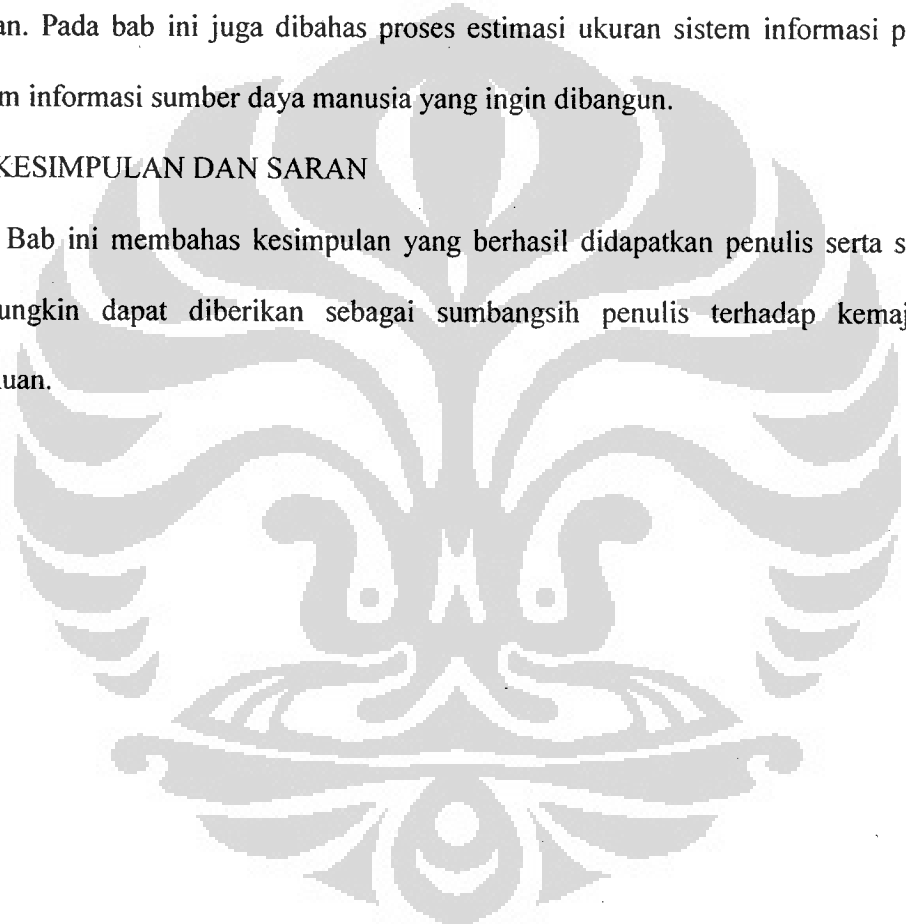 an. Pada bab ini juga dibahas proses estimasi ukuran sistem informasi p
m informasi sumber daya manusia yang ingin dibangun.
KESIMPULAN DAN SARAN
Bab ini membahas kesimpulan yang berhasil didapatkan penulis serta s
ungkin dapat diberikan sebagai sumbangsih penulis terhadap kemaj
uan.